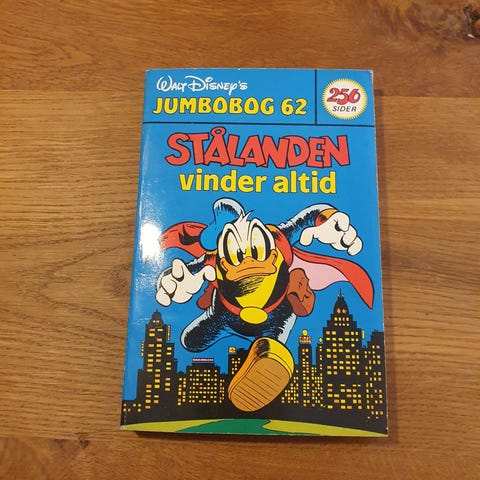 WALT DISNEY'S
JUMBOBOG 62
256
SIDER
STÅLANDEN
vinder altid